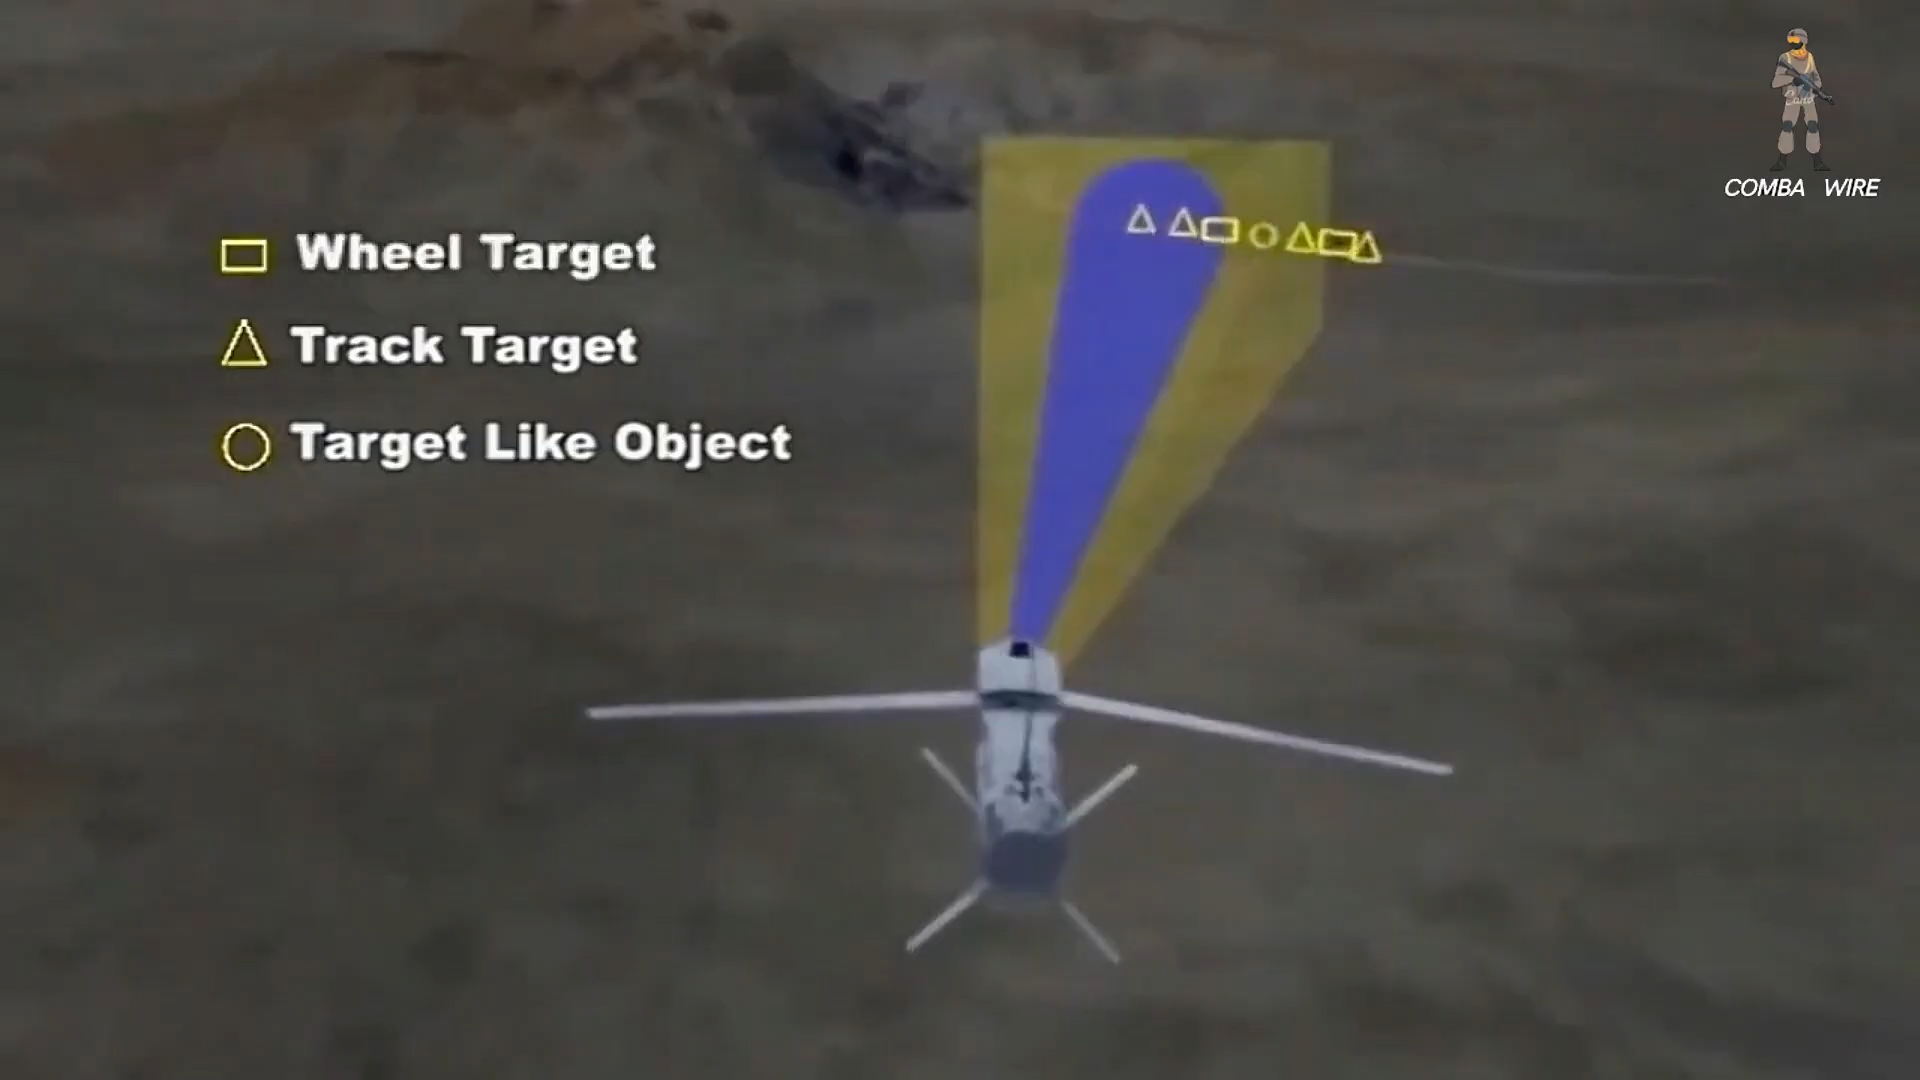 COMBA WIRE
Wheel Target
Track Target
Target Like Object